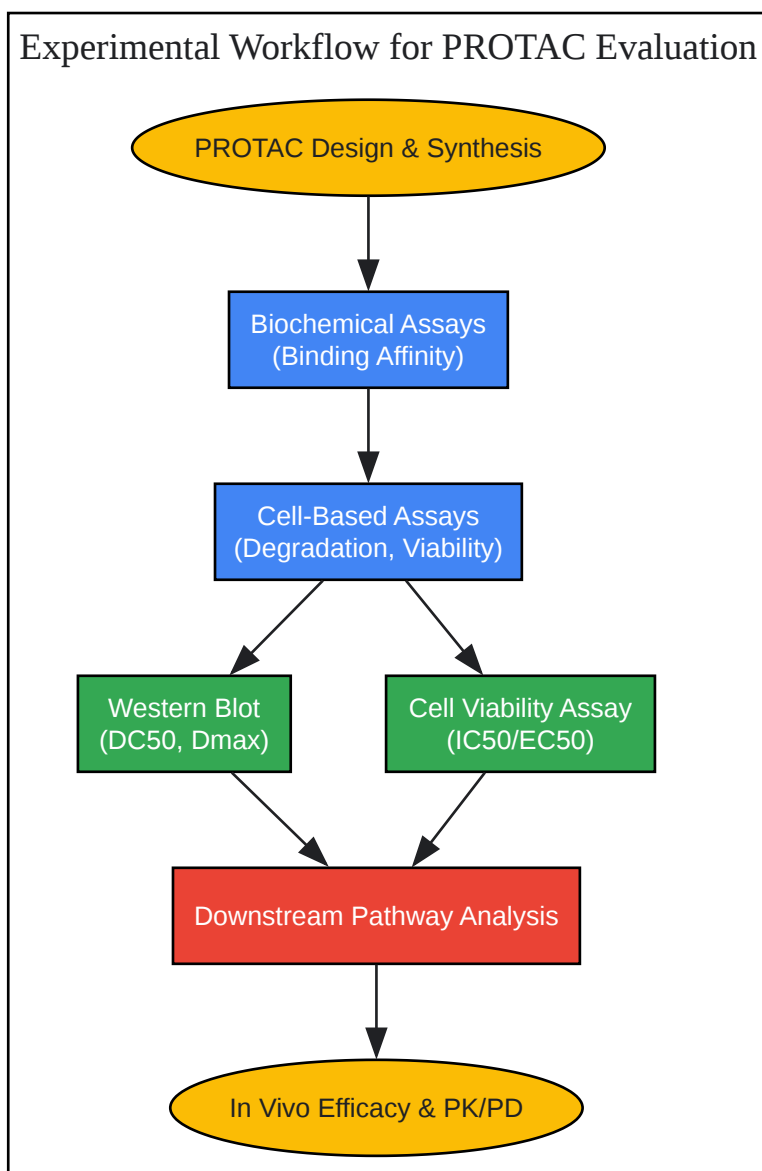 Experimental Workflow for PROTAC Evaluation
PROTAC Design & Synthesis
Biochemical Assays
(Binding Affinity)
Cell-Based Assays
(Degradation, Viability)
Western Blot
(DC50, Dmax)
Cell Viability Assay
(IC50/EC50)
Downstream Pathway Analysis
In Vivo Efficacy & PK/PD